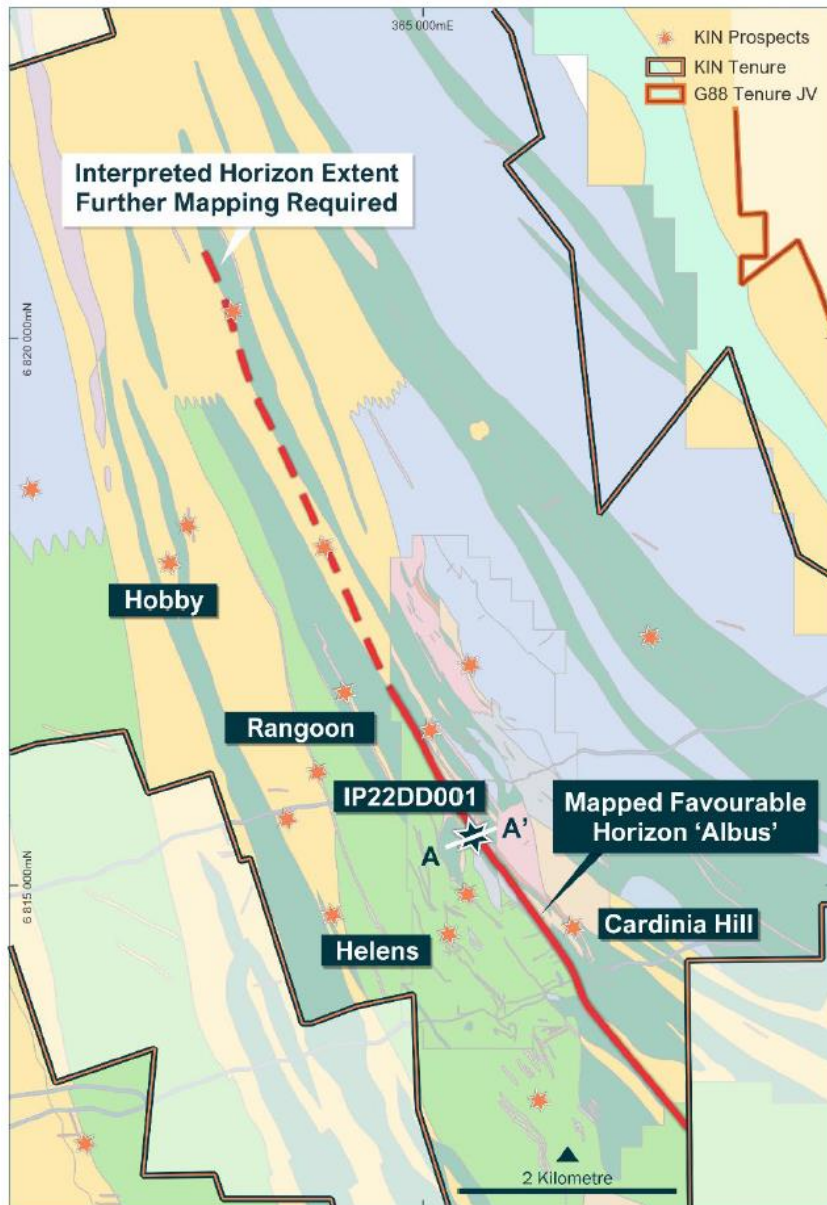 365 000mE
KIN Prospects
KIN Tenure
G88 Tenure JV
Interpreted Horizon Extent
Further Mapping Required
6 820 000mN
Hobby
Rangoon
IP22DD001
A
A'
Mapped Favourable
Horizon 'Albus'
6 815 000mN
Helens
Cardinia Hill
2 Kilometre